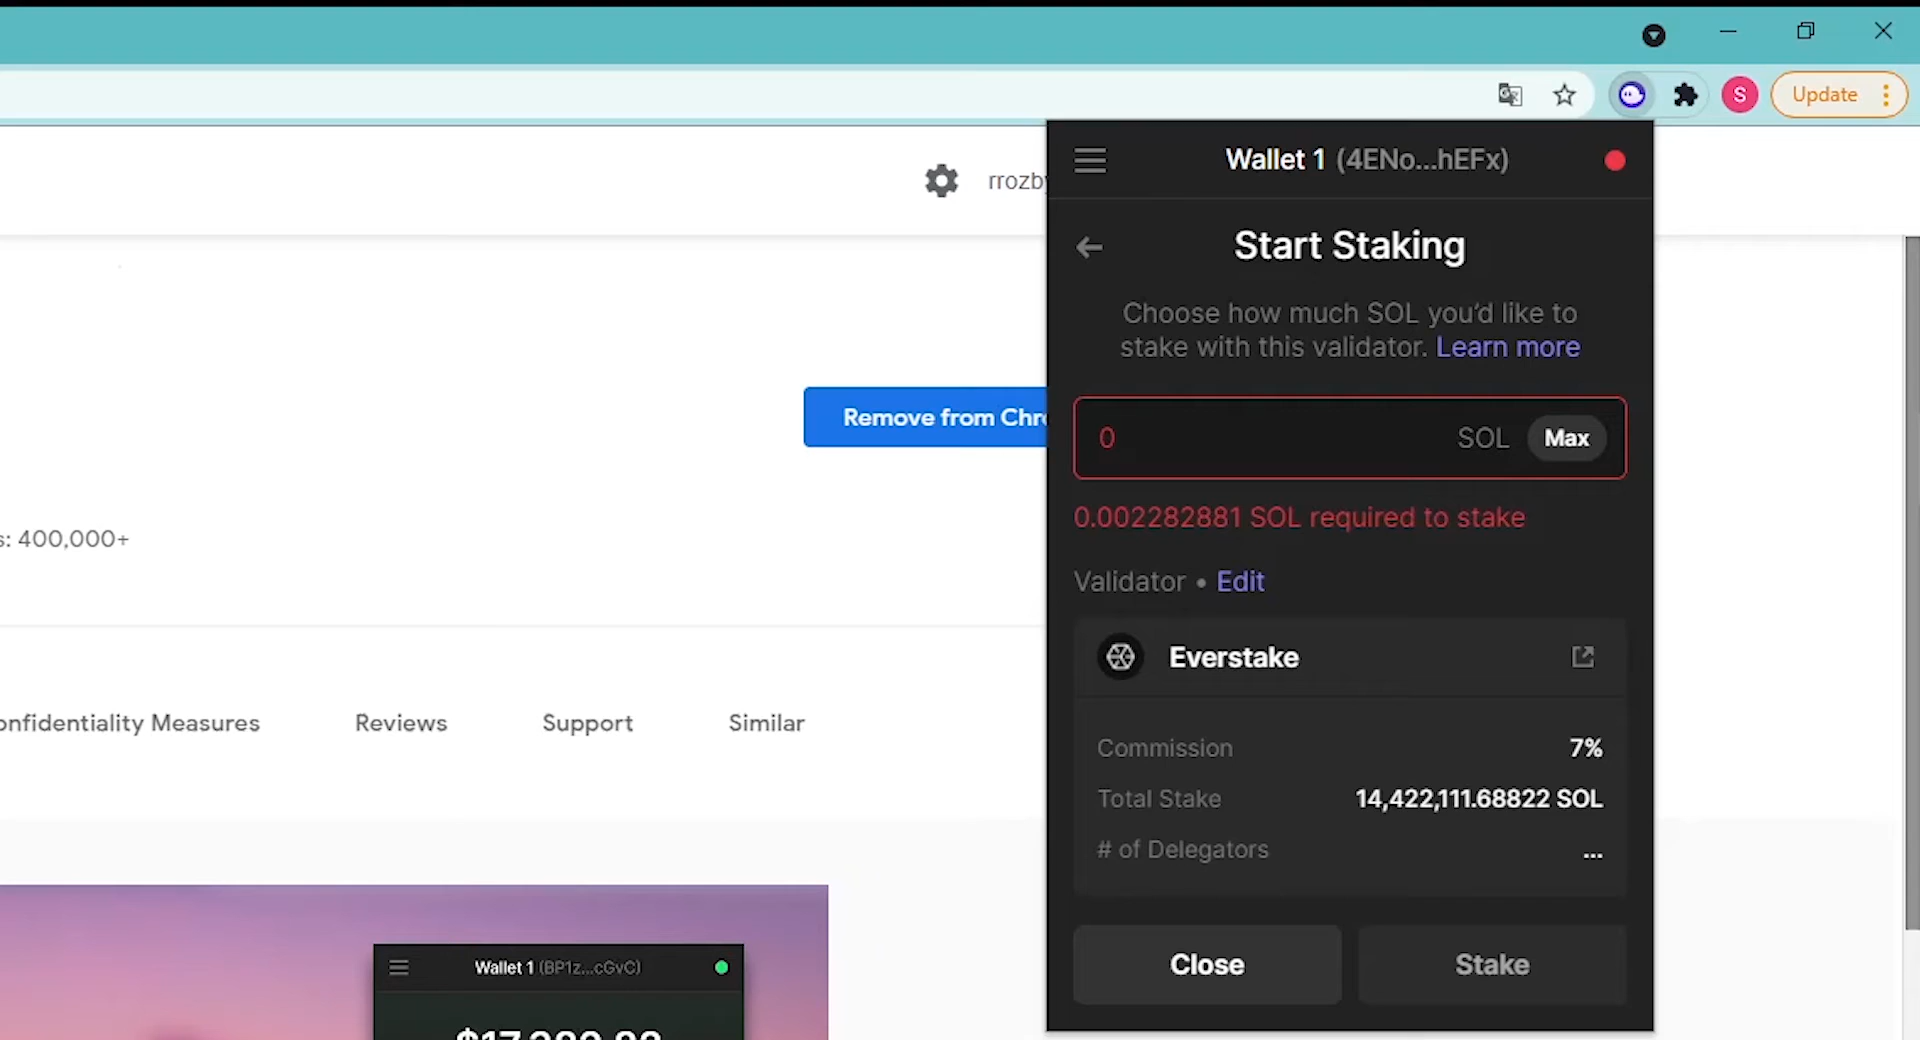 S
Update
rrozby
Remove from Chr
s: 400,000+
onfidentiality Measures
Reviews
Support
Similar
Wallet 1 (BP1z...cGvC)
Wallet 1 (4ENo...hEFx)
Start Staking
Choose how much SOL you’d like to
stake with this validator. Learn more
0
SOL
Max
0.002282881 SOL required to stake
Validator • Edit
Everstake
Commission
7%
Total Stake
14,422,111.68822 SOL
# of Delegators
...
Close
Stake